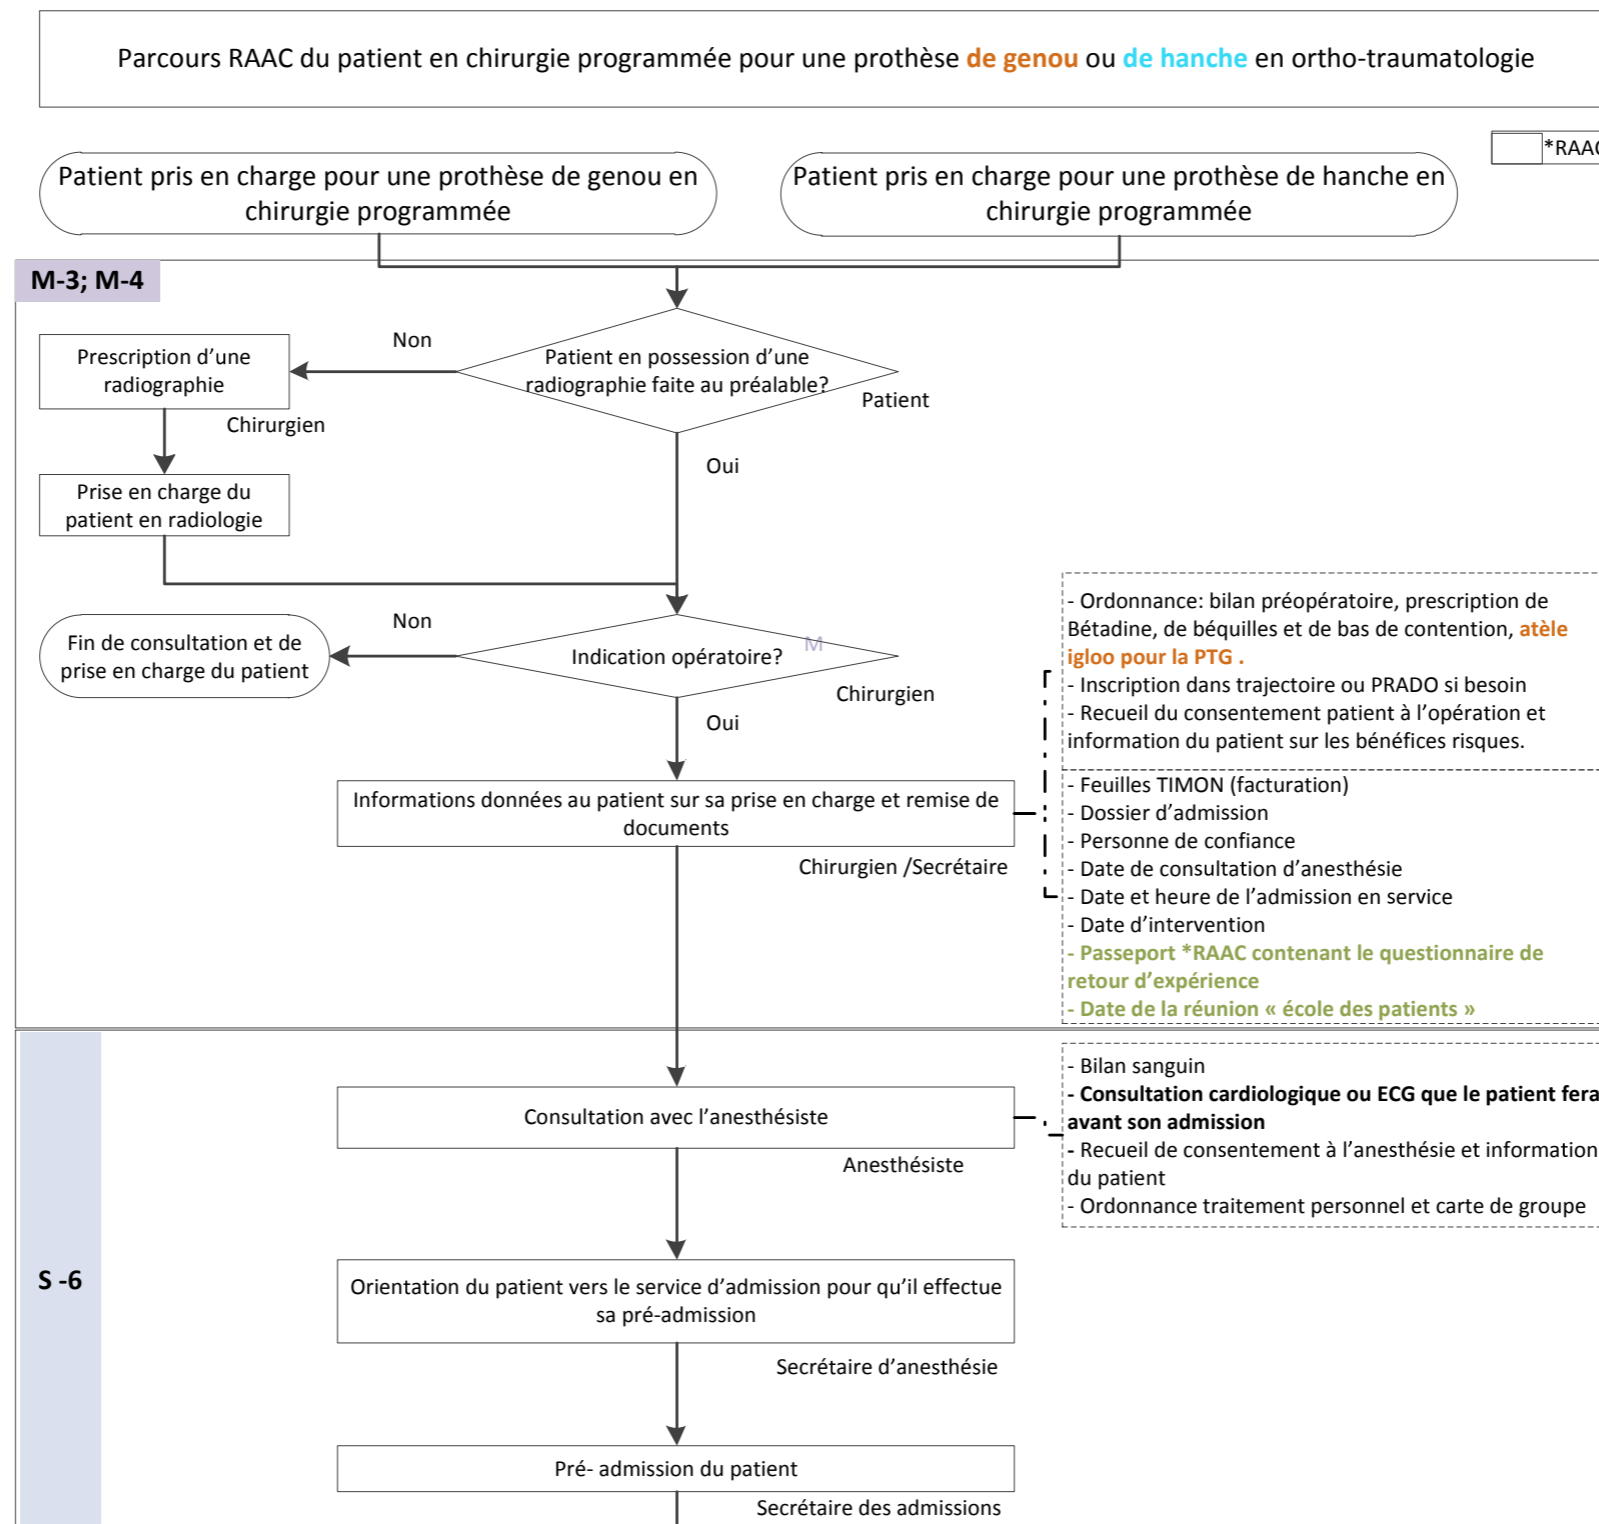 Parcours RAAC du patient en chirurgie programmée pour une prothèse de genou ou de hanche en ortho-traumatologie
*RAAC
Patient pris en charge pour une prothèse de genou en
chirurgie programmée
Patient pris en charge pour une prothèse de hanche en
chirurgie programmée
M-3; M-4
Non
Prescription d’une
radiographie
Chirurgien
Patient en possession d’une
radiographie faite au préalable?
Patient
Oui
Prise en charge du
patient en radiologie
Non
Fin de consultation et de
prise en charge du patient
Indication opératoire?
M
Chirurgien
Oui
Informations données au patient sur sa prise en charge et remise de
documents
Chirurgien /Secrétaire
- Ordonnance: bilan préopératoire, prescription de
Bétadine, de béquilles et de bas de contention, atèle
igloo pour la PTG .
- Inscription dans trajectoire ou PRADO si besoin
- Recueil du consentement patient à l’opération et
information du patient sur les bénéfices risques.
- Feuilles TIMON (facturation)
- Dossier d’admission
- Personne de confiance
- Date de consultation d’anesthésie
- Date et heure de l’admission en service
- Date d’intervention
- Passeport *RAAC contenant le questionnaire de
retour d’expérience
- Date de la réunion « école des patients »
S -6
Consultation avec l’anesthésiste
Anesthésiste
- Bilan sanguin
- Consultation cardiologique ou ECG que le patient fera
avant son admission
- Recueil de consentement à l’anesthésie et information
du patient
- Ordonnance traitement personnel et carte de groupe
Orientation du patient vers le service d’admission pour qu’il effectue
sa pré-admission
Secrétaire d’anesthésie
Pré- admission du patient
Secrétaire des admissions